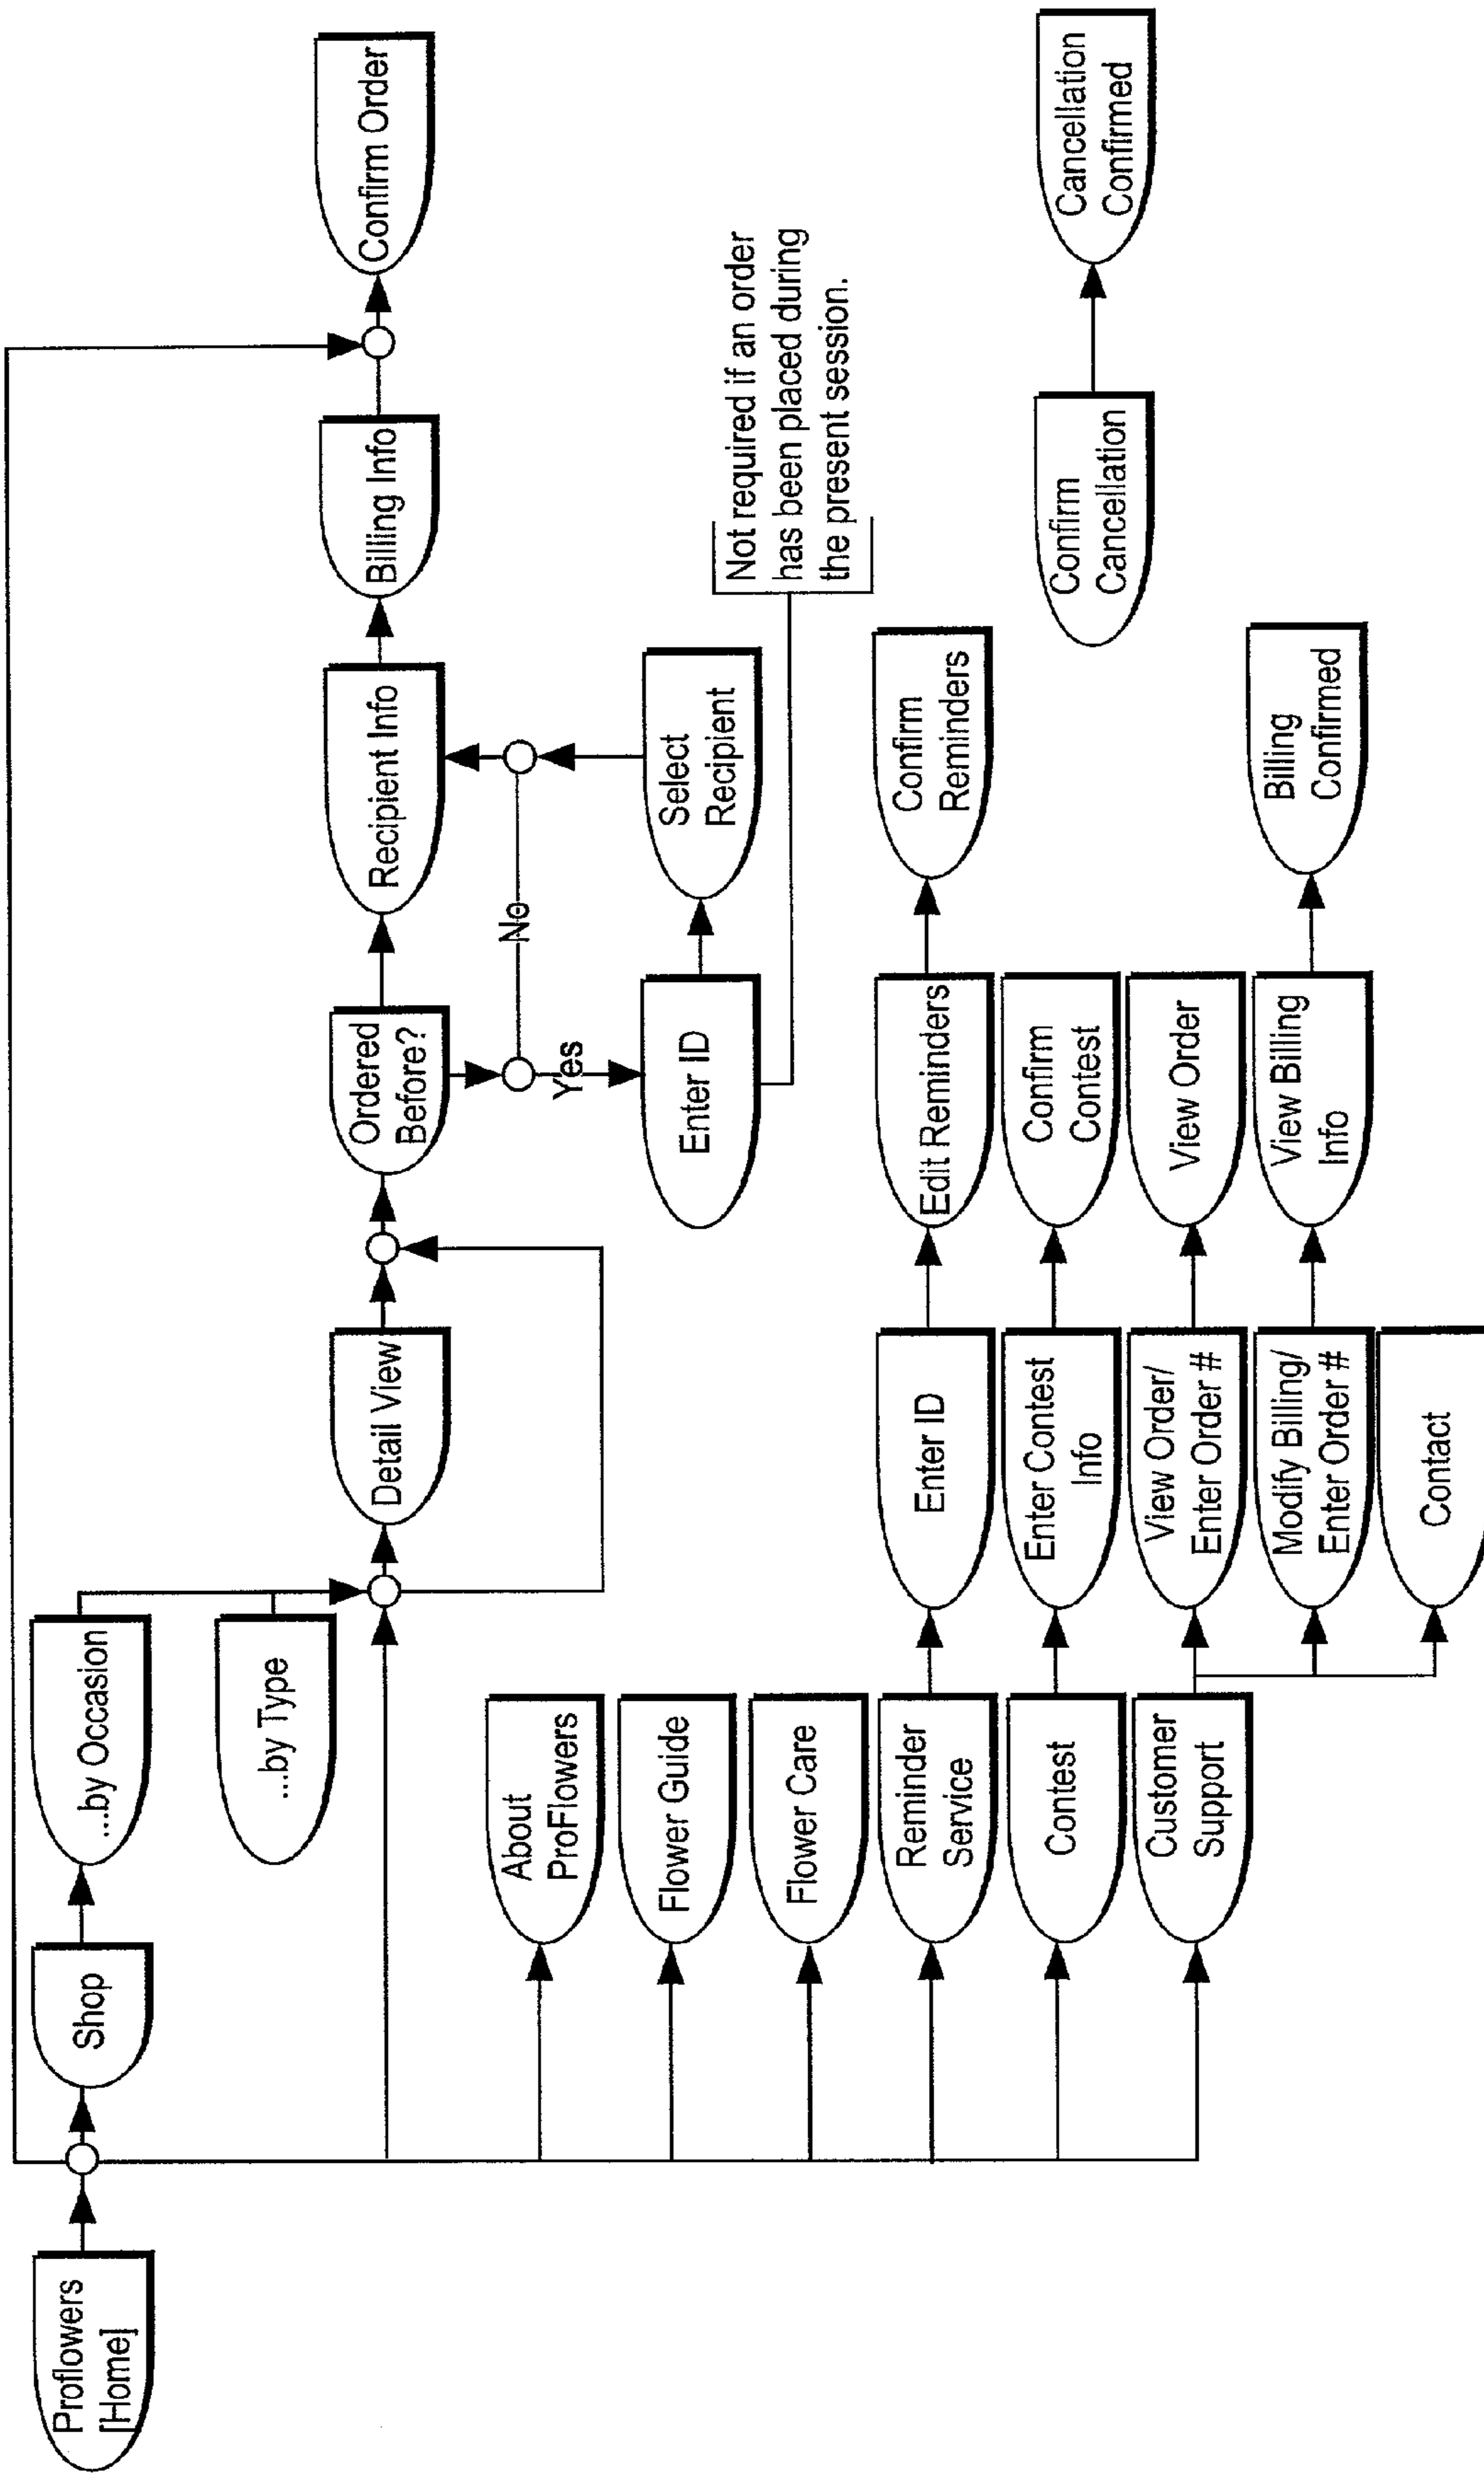 Proflowers
[Home]
Shop
...by Occasion
...by Type
Detail View
Ordered
Before?
Recipient Info
Billing Info
Confirm Order
No
Yes
Enter ID
Select
Recipient
Not required if an order
has been placed during
the present session.
About
ProFlowers
Flower Guide
Flower Care
Reminder
Service
Enter ID
Edit Reminders
Confirm
Reminders
Contest
Enter Contest
Info
Confirm
Contest
Customer
Support
View Order/
Enter Order #
View Order
Confirm
Cancellation
Cancellation
Confirmed
Modify Billing/
Enter Order #
View Billing
Info
Billing
Confirmed
Contact